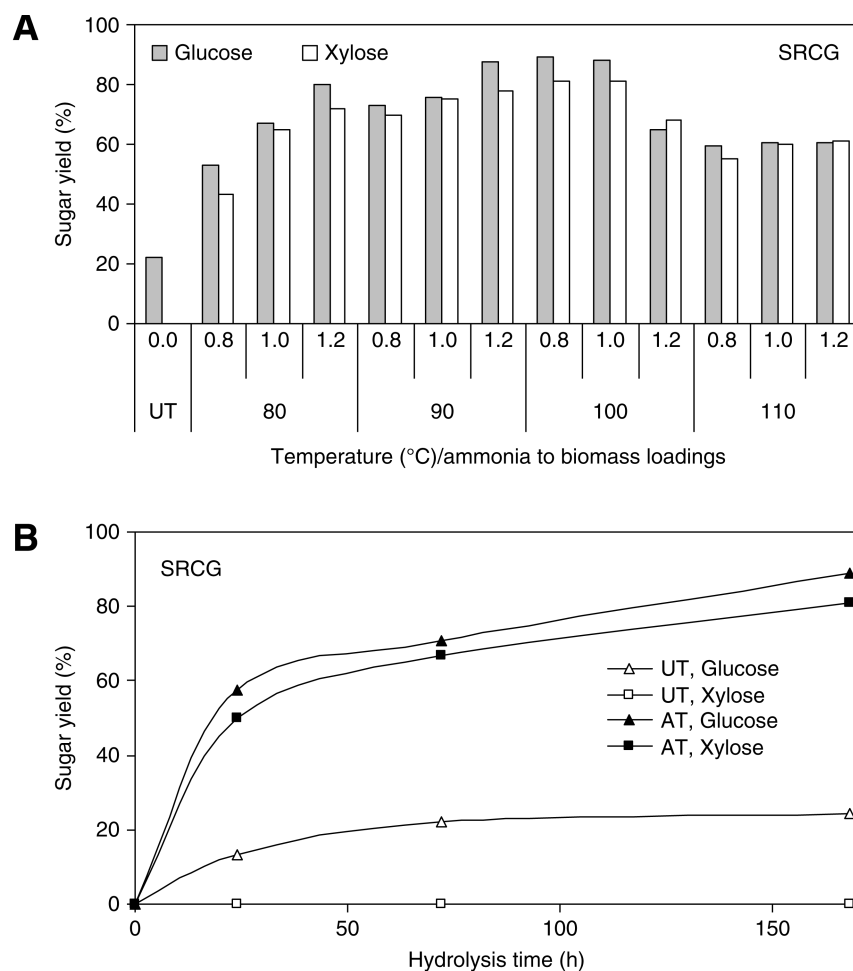 A
100
Glucose
Xylose
SRCG
80
60
40
20
0
Sugar yield (%)
0.0 0.8 1.0 1.2 0.8 1.0 1.2 0.8 1.0 1.2 0.8 1.0 1.2
UT 80 90 100 110
Temperature (°C)/ammonia to biomass loadings
B
100
SRCG
80
60
40
20
0
Sugar yield (%)
UT, Glucose
UT, Xylose
AT, Glucose
AT, Xylose
0 50 100 150
Hydrolysis time (h)